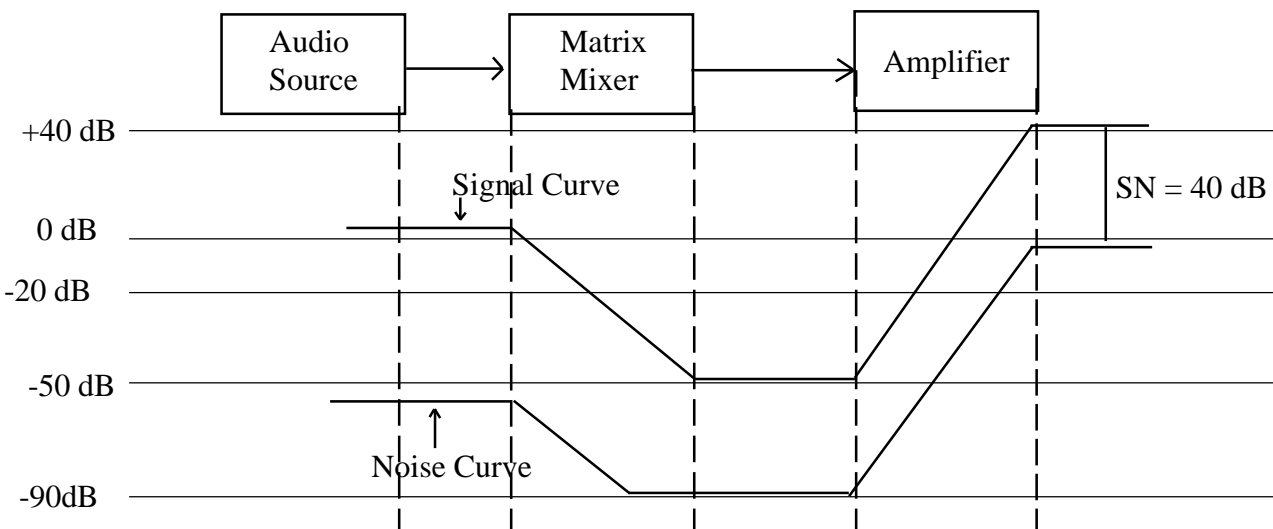 Audio
Source
Matrix
Mixer
Amplifier
+40 dB
Signal Curve
SN = 40 dB
0 dB
-20 dB
-50 dB
Noise Curve
-90dB